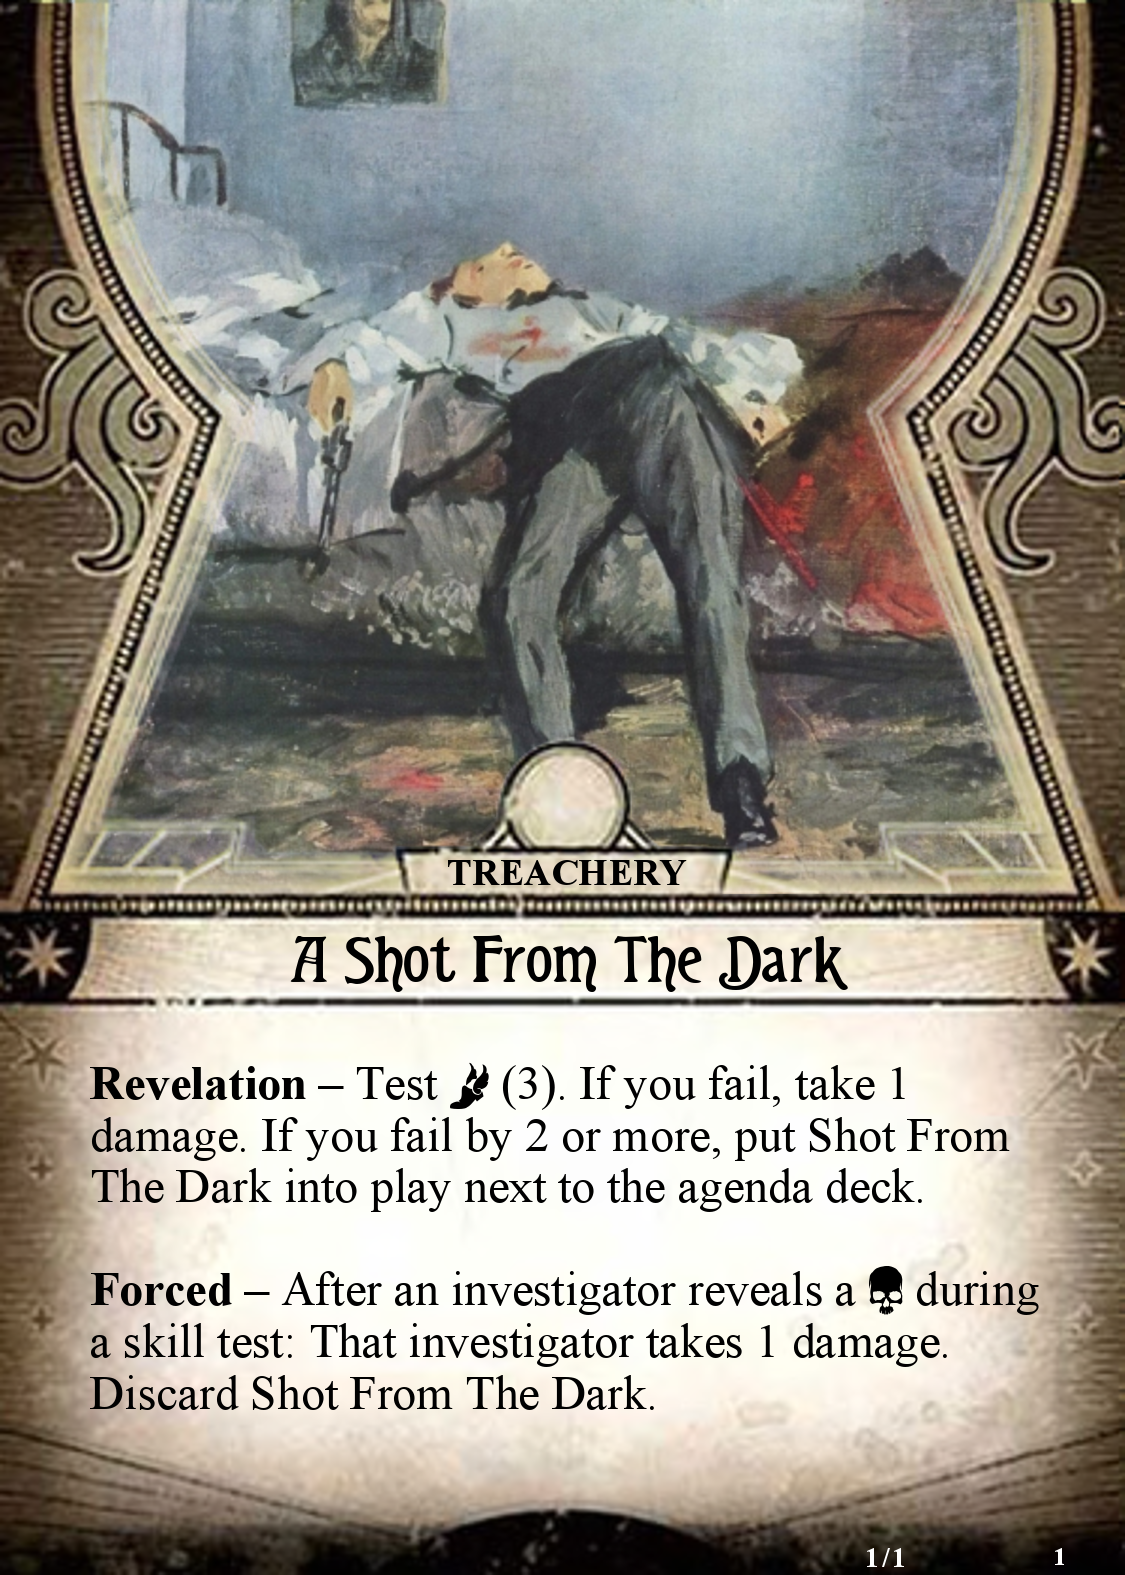 TREACHERY
A Shot From The Dark
Revelation – Test (3). If you fail, take 1
damage. If you fail by 2 or more, put Shot From
The Dark into play next to the agenda deck.
Forced – After an investigator reveals a during
a skill test: That investigator takes 1 damage.
Discard Shot From The Dark.
1/1
1